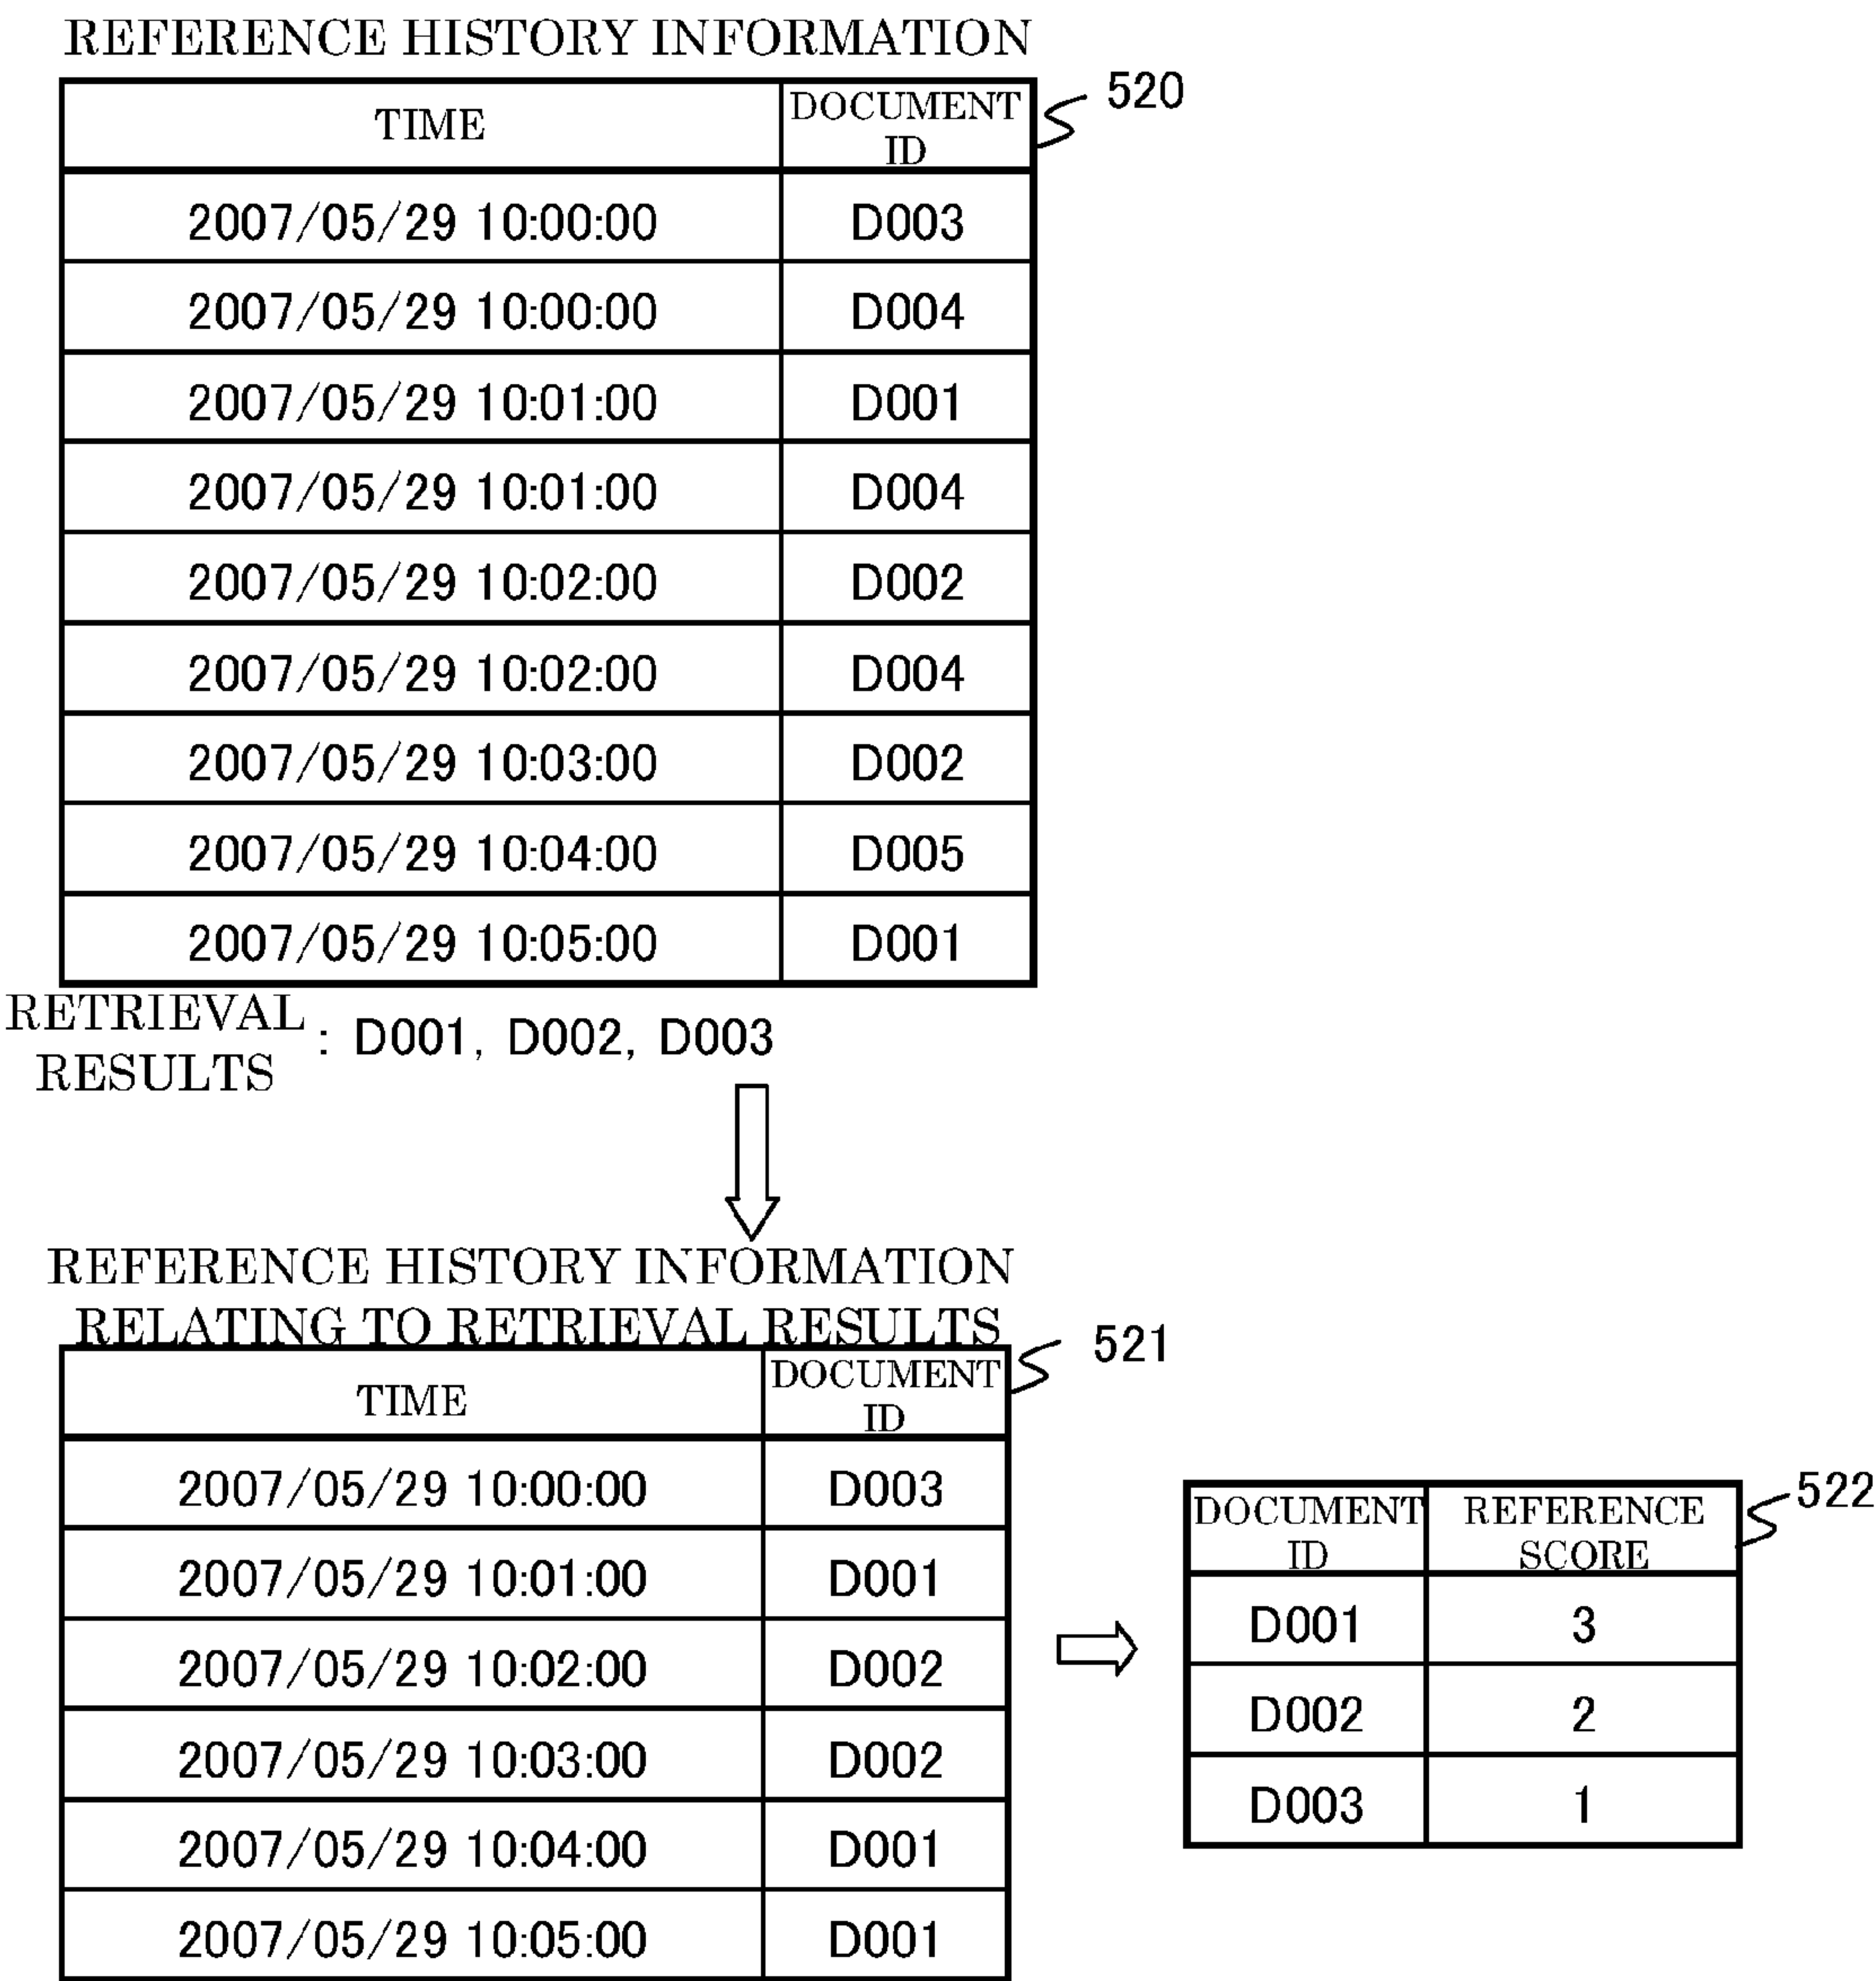 REFERENCE HISTORY INFORMATION
520
TIME DOCUMENT ID
2007/05/29 10:00:00 D003
2007/05/29 10:00:00 D004
2007/05/29 10:01:00 D001
2007/05/29 10:01:00 D004
2007/05/29 10:02:00 D002
2007/05/29 10:02:00 D004
2007/05/29 10:03:00 D002
2007/05/29 10:04:00 D005
2007/05/29 10:05:00 D001
RETRIEVAL RESULTS : D001, D002, D003
REFERENCE HISTORY INFORMATION
RELATING TO RETRIEVAL RESULTS
521
TIME DOCUMENT ID
2007/05/29 10:00:00 D003
2007/05/29 10:01:00 D001
2007/05/29 10:02:00 D002
2007/05/29 10:03:00 D002
2007/05/29 10:04:00 D001
2007/05/29 10:05:00 D001
522
DOCUMENT ID REFERENCE SCORE
D001 3
D002 2
D003 1